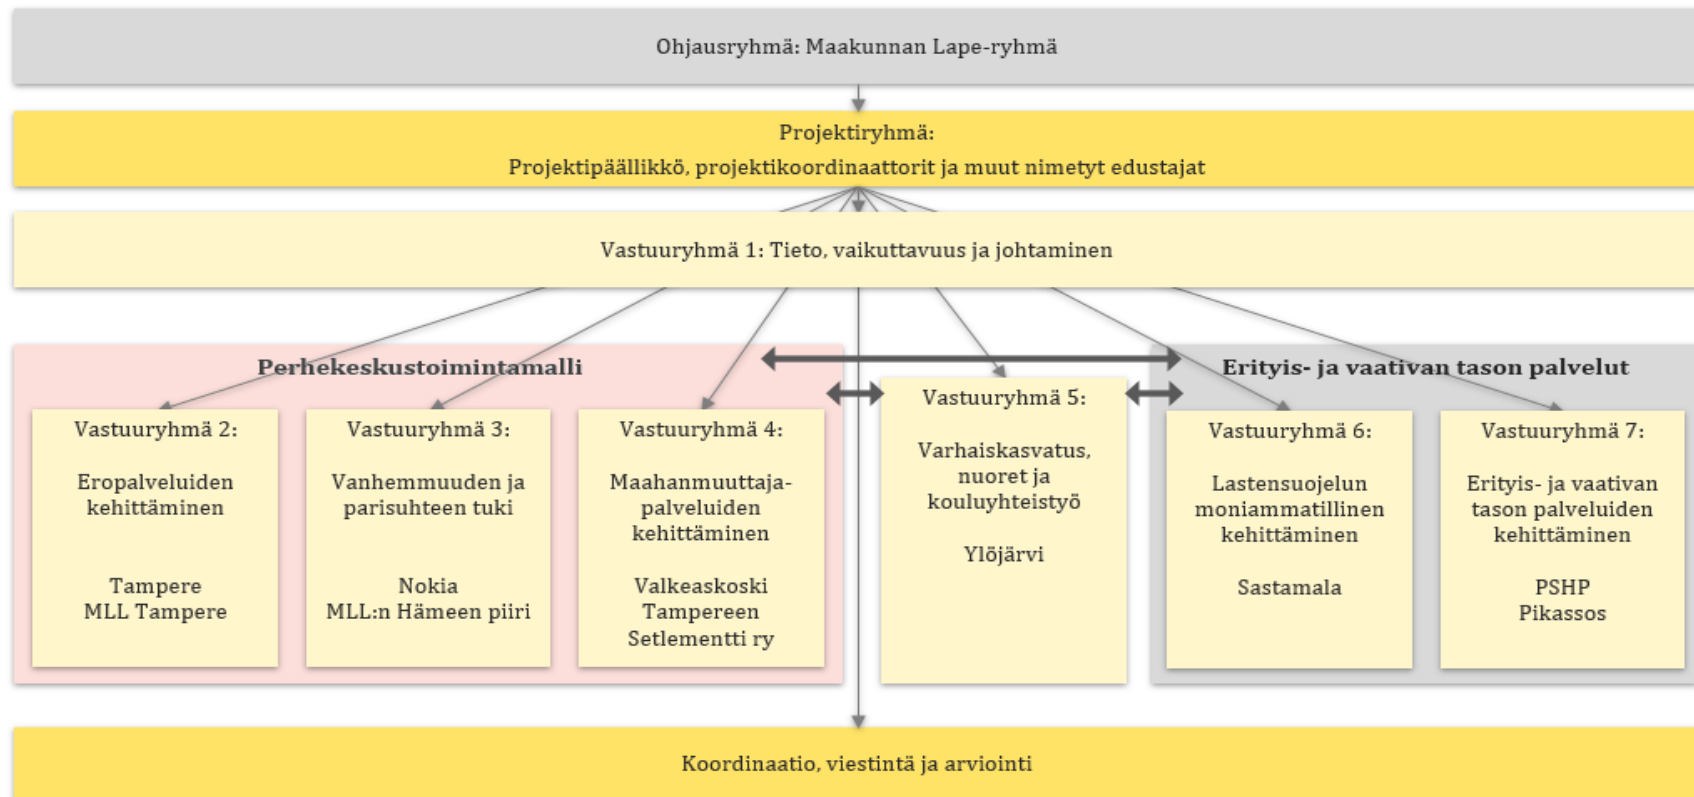 Ohjausryhmä: Maakunnan Lape-ryhmä
Projektiryhmä:
Projektipäällikkö, projektikoordinaattorit ja muut nimetyt edustajat
Vastuuryhmä 1: Tieto, vaikuttavuus ja johtaminen
Perhekeskustoimintamalli
Vastuuryhmä 2:
Eropalveluiden
kehittäminen
Tampere
MLL Tampere
Vastuuryhmä 3:
Vanhemmuuden ja
parisuhteen tuki
Nokia
MLL:n Hämeen piiri
Vastuuryhmä 4:
Maahanmuuttaja-
palveluiden
kehittäminen
Valkeaskoski
Tampereen
Setlementti ry
Vastuuryhmä 5:
Varhaiskasvatus,
nuoret ja
kouluyhteistyö
Ylöjärvi
Erityis- ja vaativan tason palvelut
Vastuuryhmä 6:
Lastensuojelun
moniammatillinen
kehittäminen
Sastamala
Vastuuryhmä 7:
Erityis- ja vaativan
tason palveluiden
kehittäminen
PSHP
Pikassos
Koordinaatio, viestintä ja arviointi